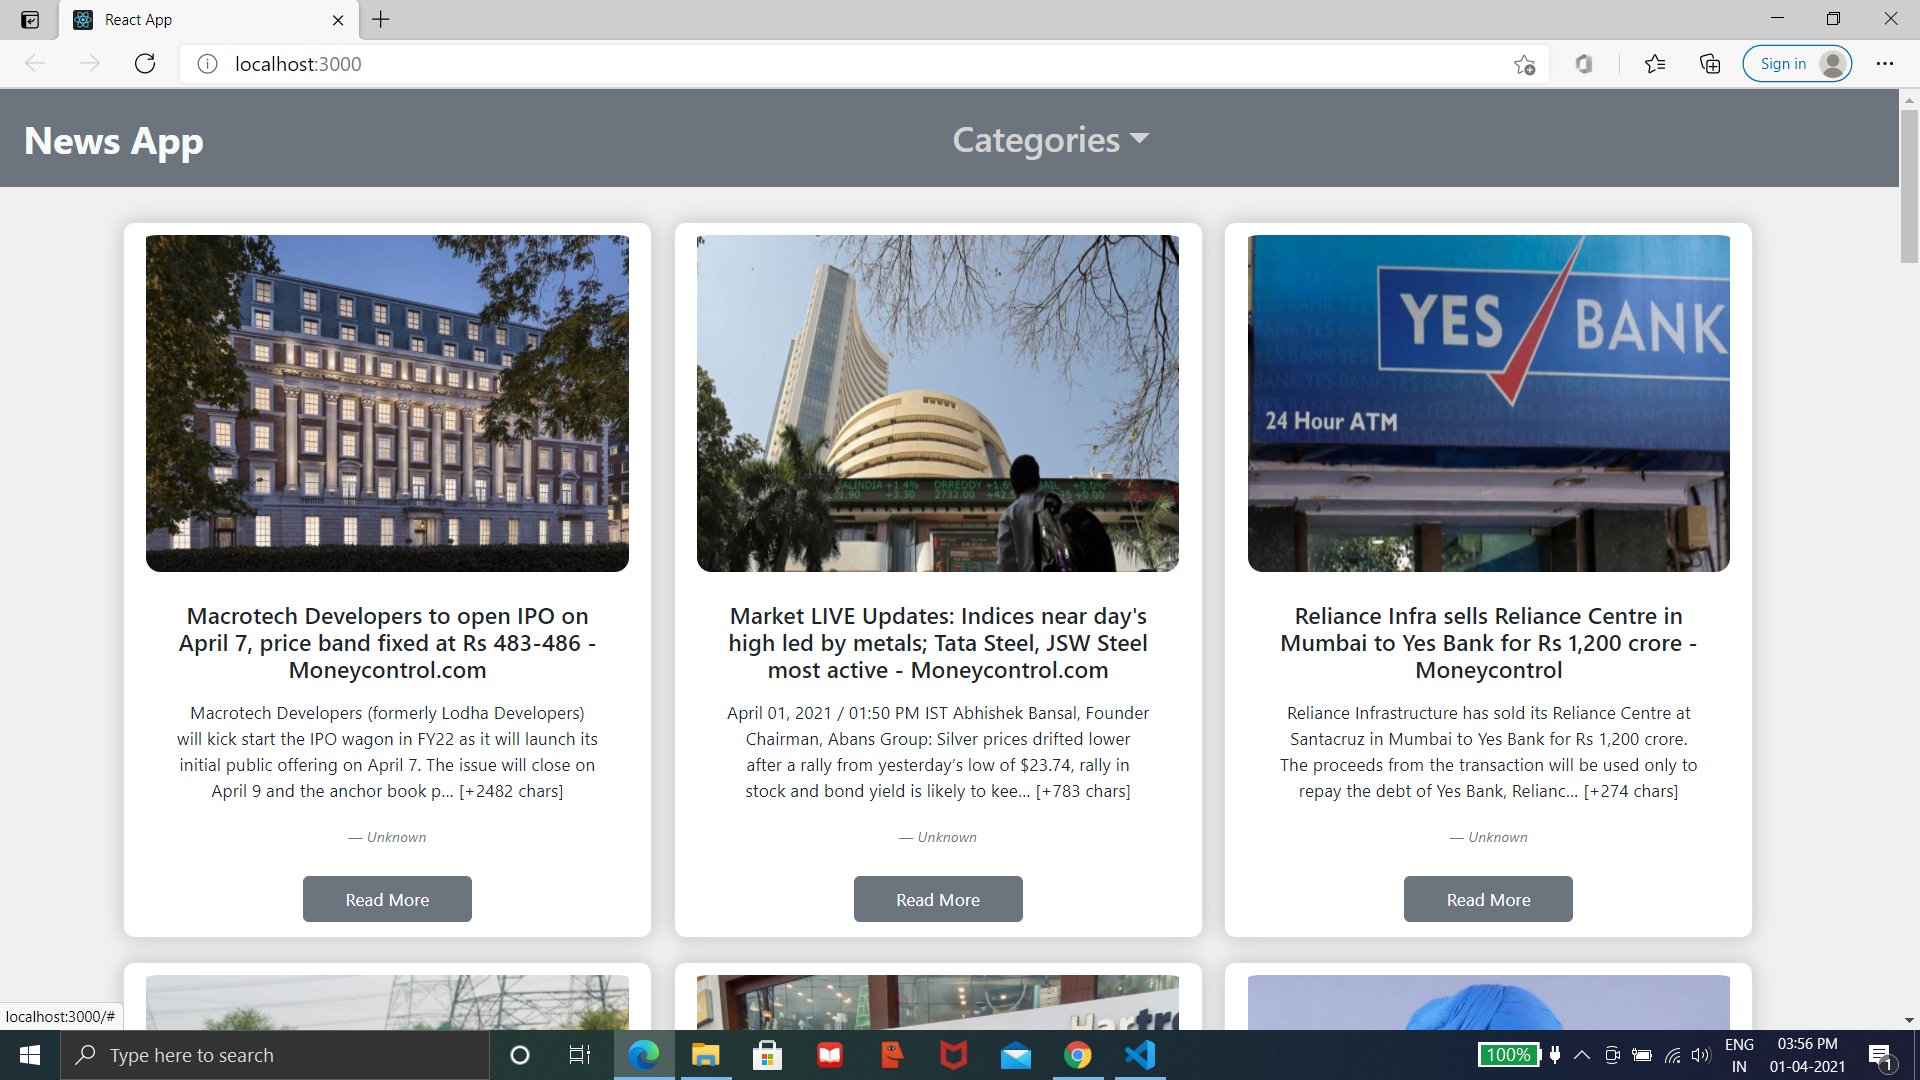 React App
localhost:3000
Sign in
News App
Categories
YES BANK
24 Hour ATM
DRREDDY
2732.00
Macrotech Developers to open IPO on
April 7, price band fixed at Rs 483-486 -
Moneycontrol.com
Macrotech Developers (formerly Lodha Developers)
will kick start the IPO wagon in FY22 as it will launch its
initial public offering on April 7. The issue will close on
April 9 and the anchor book p... [+2482 chars]
— Unknown
Read More
Market LIVE Updates: Indices near day's
high led by metals; Tata Steel, JSW Steel
most active - Moneycontrol.com
April 01, 2021 / 01:50 PM IST Abhishek Bansal, Founder
Chairman, Abans Group: Silver prices drifted lower
after a rally from yesterday’s low of $23.74, rally in
stock and bond yield is likely to kee... [+783 chars]
— Unknown
Read More
Reliance Infra sells Reliance Centre in
Mumbai to Yes Bank for Rs 1,200 crore -
Moneycontrol
Reliance Infrastructure has sold its Reliance Centre at
Santacruz in Mumbai to Yes Bank for Rs 1,200 crore.
The proceeds from the transaction will be used only to
repay the debt of Yes Bank, Relianc... [+274 chars]
— Unknown
Read More
localhost:3000/#
Type here to search
100%
ENG
IN
03:56 PM
01-04-2021
1